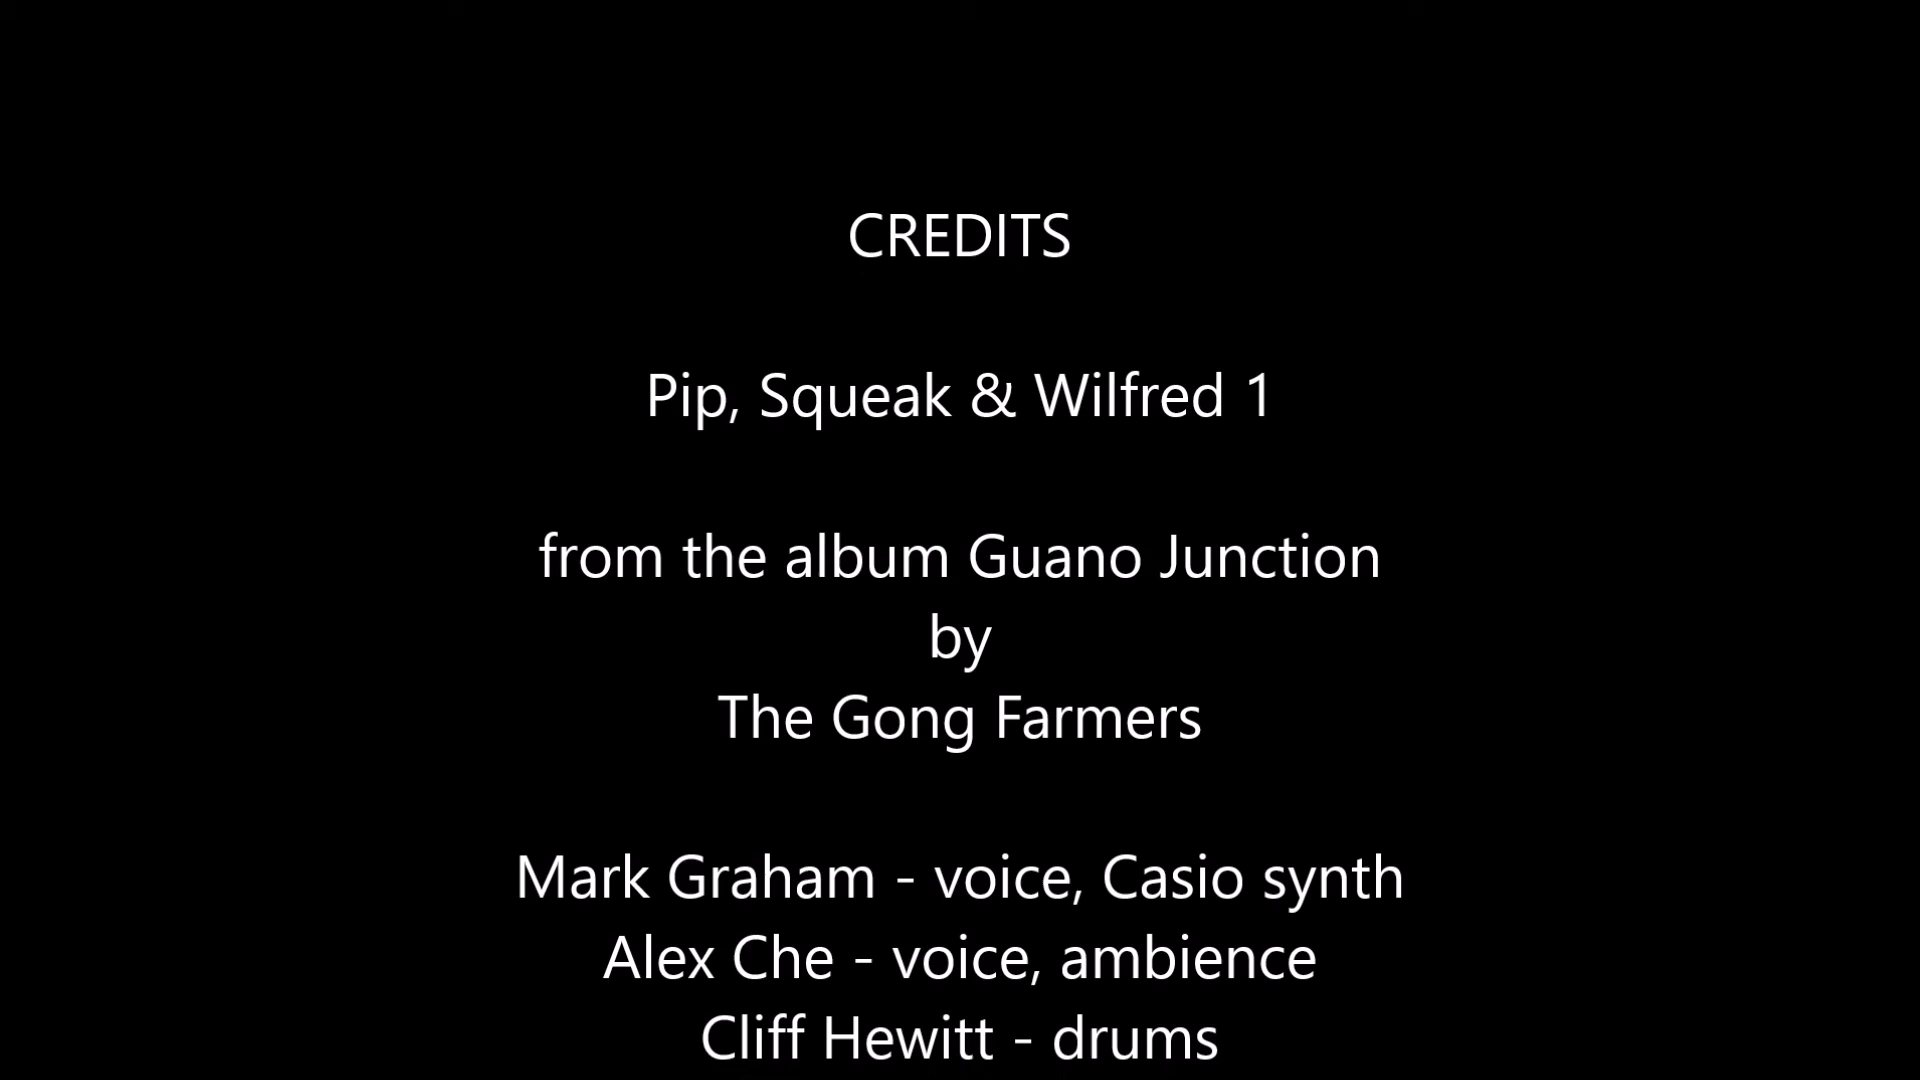 CREDITS
Pip, Squeak & Wilfred 1
from the album Guano Junction
by
The Gong Farmers
Mark Graham - voice, Casio synth
Alex Che - voice, ambience
Cliff Hewitt - drums